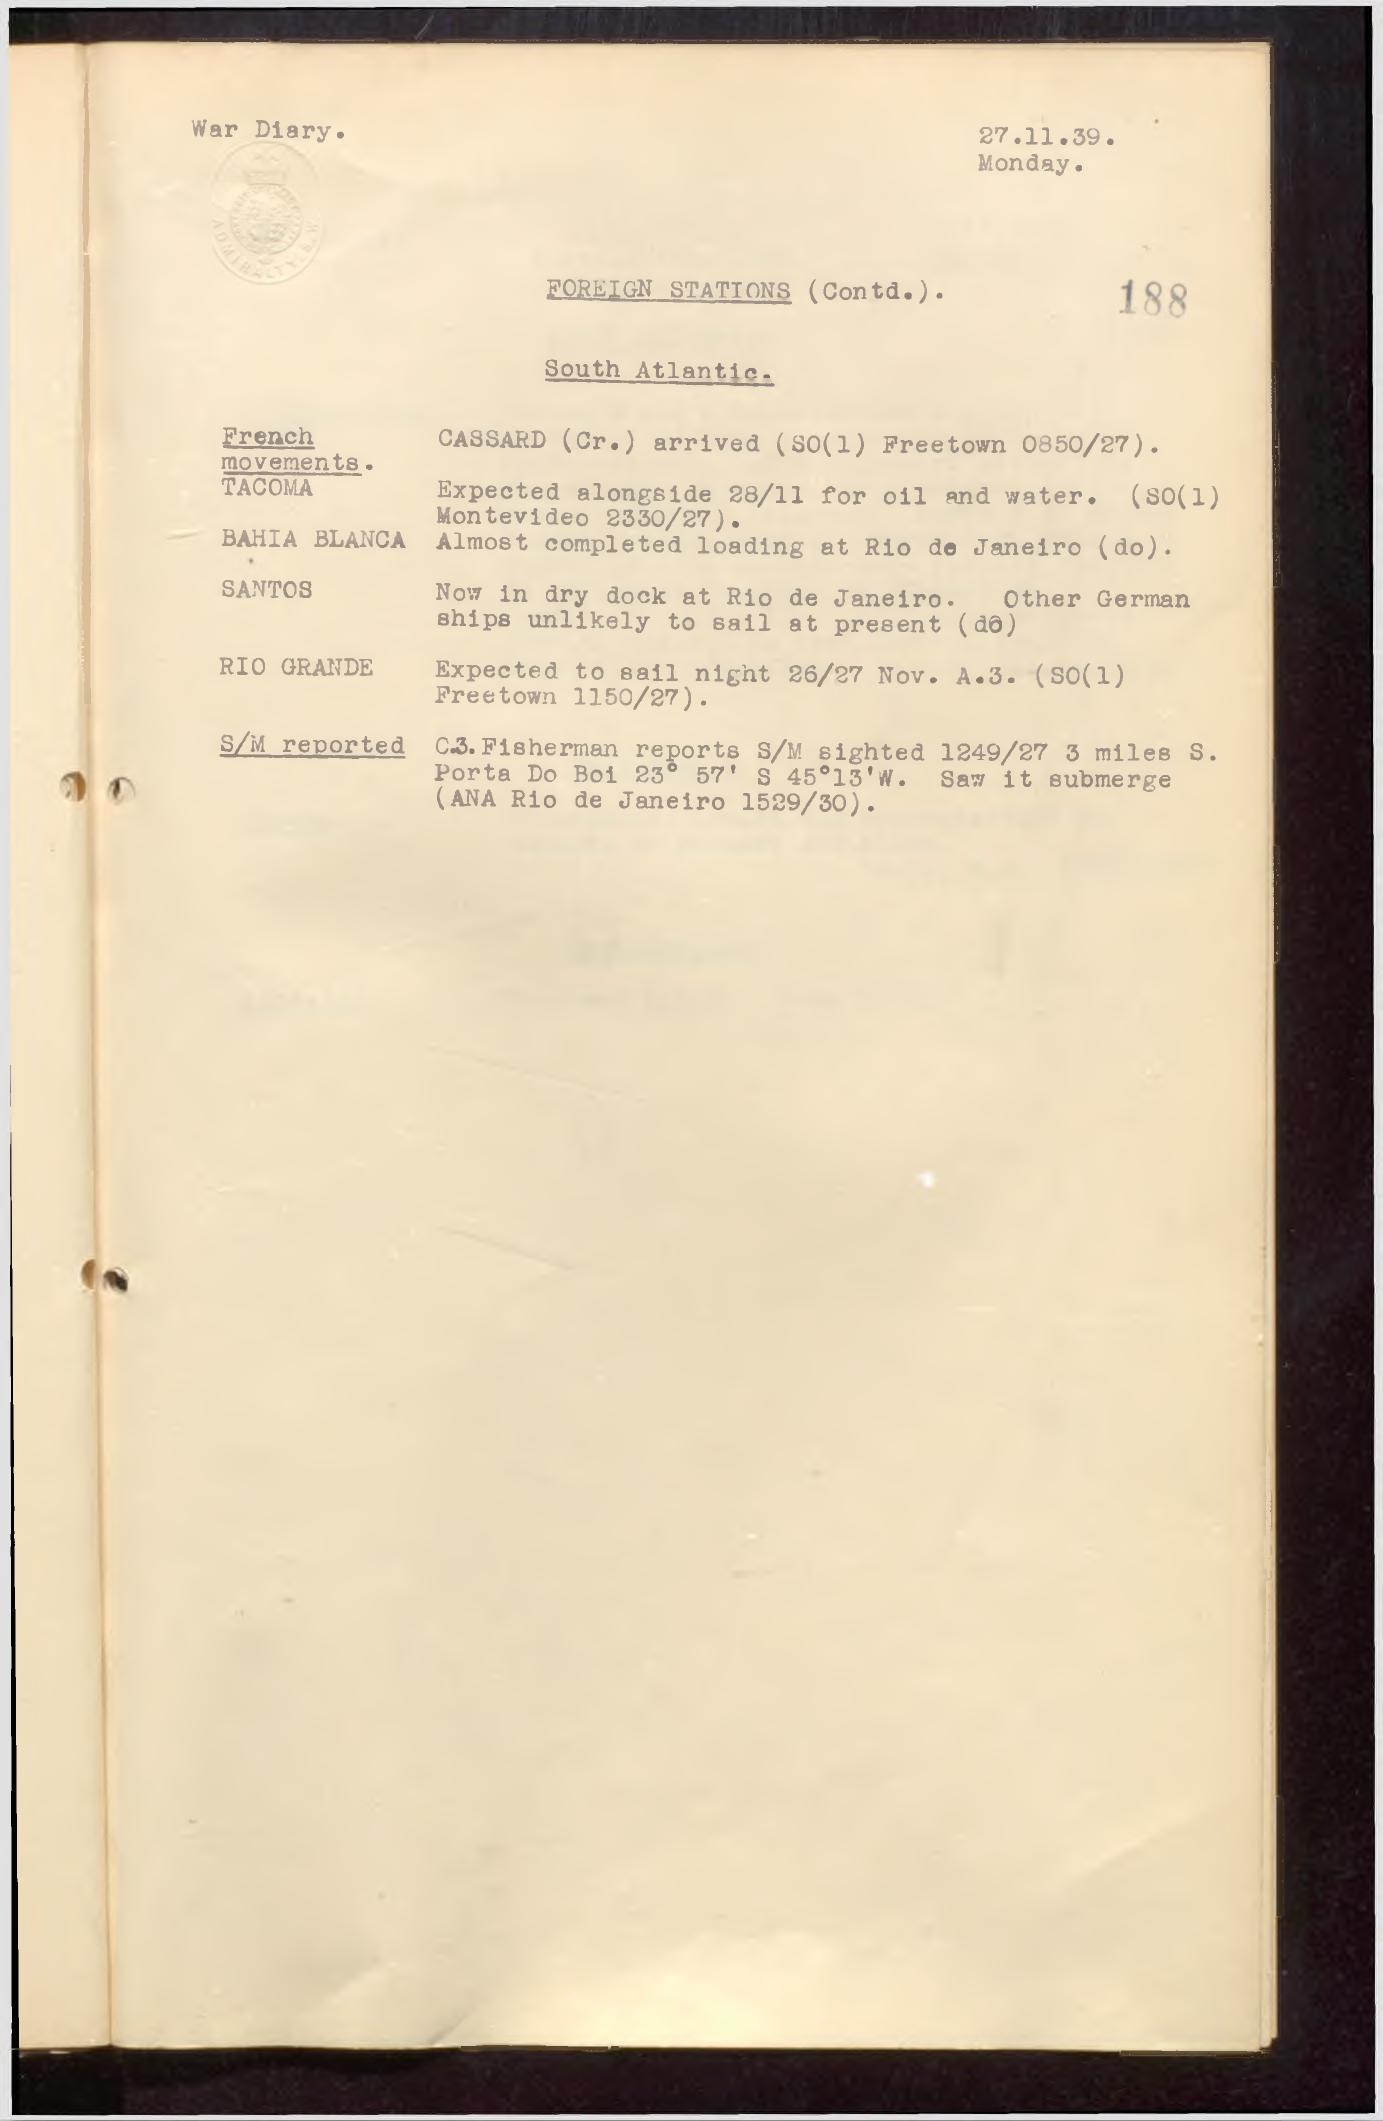 War Diary.
27.11.39.
Monday.
ADMIRALTY. S.W.
FOREIGN STATIONS (Contd.).
188
South Atlantic.
French
movements.
CASSARD (Cr.) arrived (SO(1) Freetown 0850/27).
TACOMA Expected alongside 28/11 for oil and water. (SO(1)
Montevideo 2330/27).
BAHIA BLANCA Almost completed loading at Rio de Janeiro (do).
SANTOS Now in dry dock at Rio de Janeiro. Other German
ships unlikely to sail at present (do)
RIO GRANDE Expected to sail night 26/27 Nov. A.3. (SO(1)
Freetown 1150/27).
S/M reported C.3. Fisherman reports S/M sighted 1249/27 3 miles S.
Porta Do Boi 23° 57' S 45°13'W. Saw it submerge
(ANA Rio de Janeiro 1529/30).